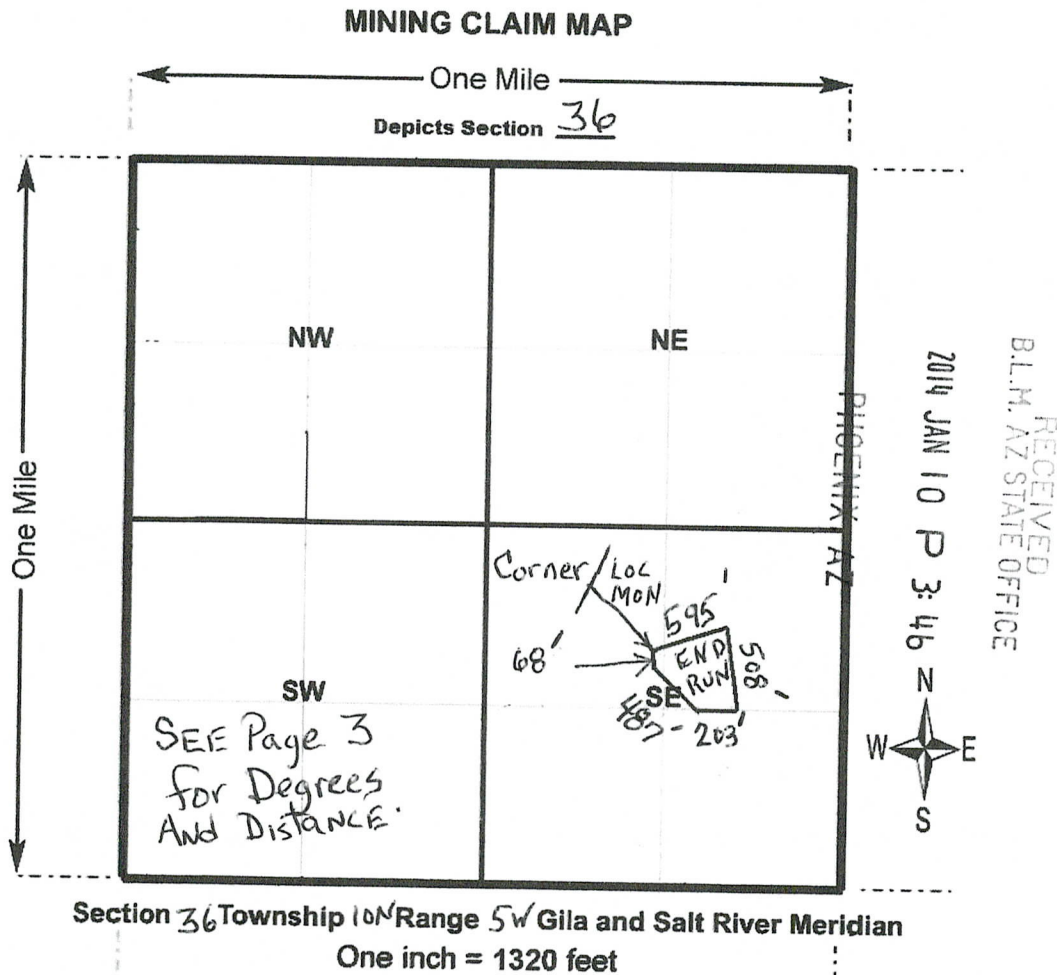 MINING CLAIM MAP
One Mile
Depicts Section 36
One Mile
NW
NE
SW
SE
Corner / LOC
MON
68'
595'
END
RUN
508'
487'
203'
SEE Page 3
for Degrees
AND DISTANCE.
PHOENIX, AZ
2014 JAN 10 P 3:46
RECEIVED
B.L.M. AZ STATE OFFICE
N
W
E
S
Section 36 Township 10N Range 5W Gila and Salt River Meridian
One inch = 1320 feet